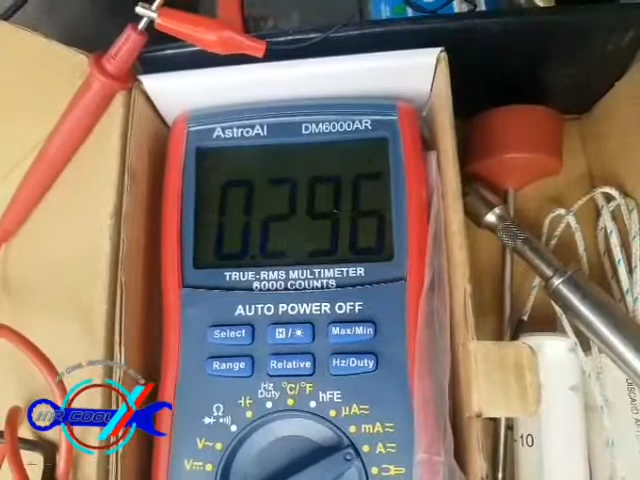 AstroAI DM6000AR
0.296
TRUE-RMS MULTIMETER
6000 COUNTS
AUTO POWER OFF
Select H/☀ Max/Min
Range Relative Hz/Duty
Hz
Duty °C/°F hFE
Ω µA
mA
V~ A
V
10
AIR COOL